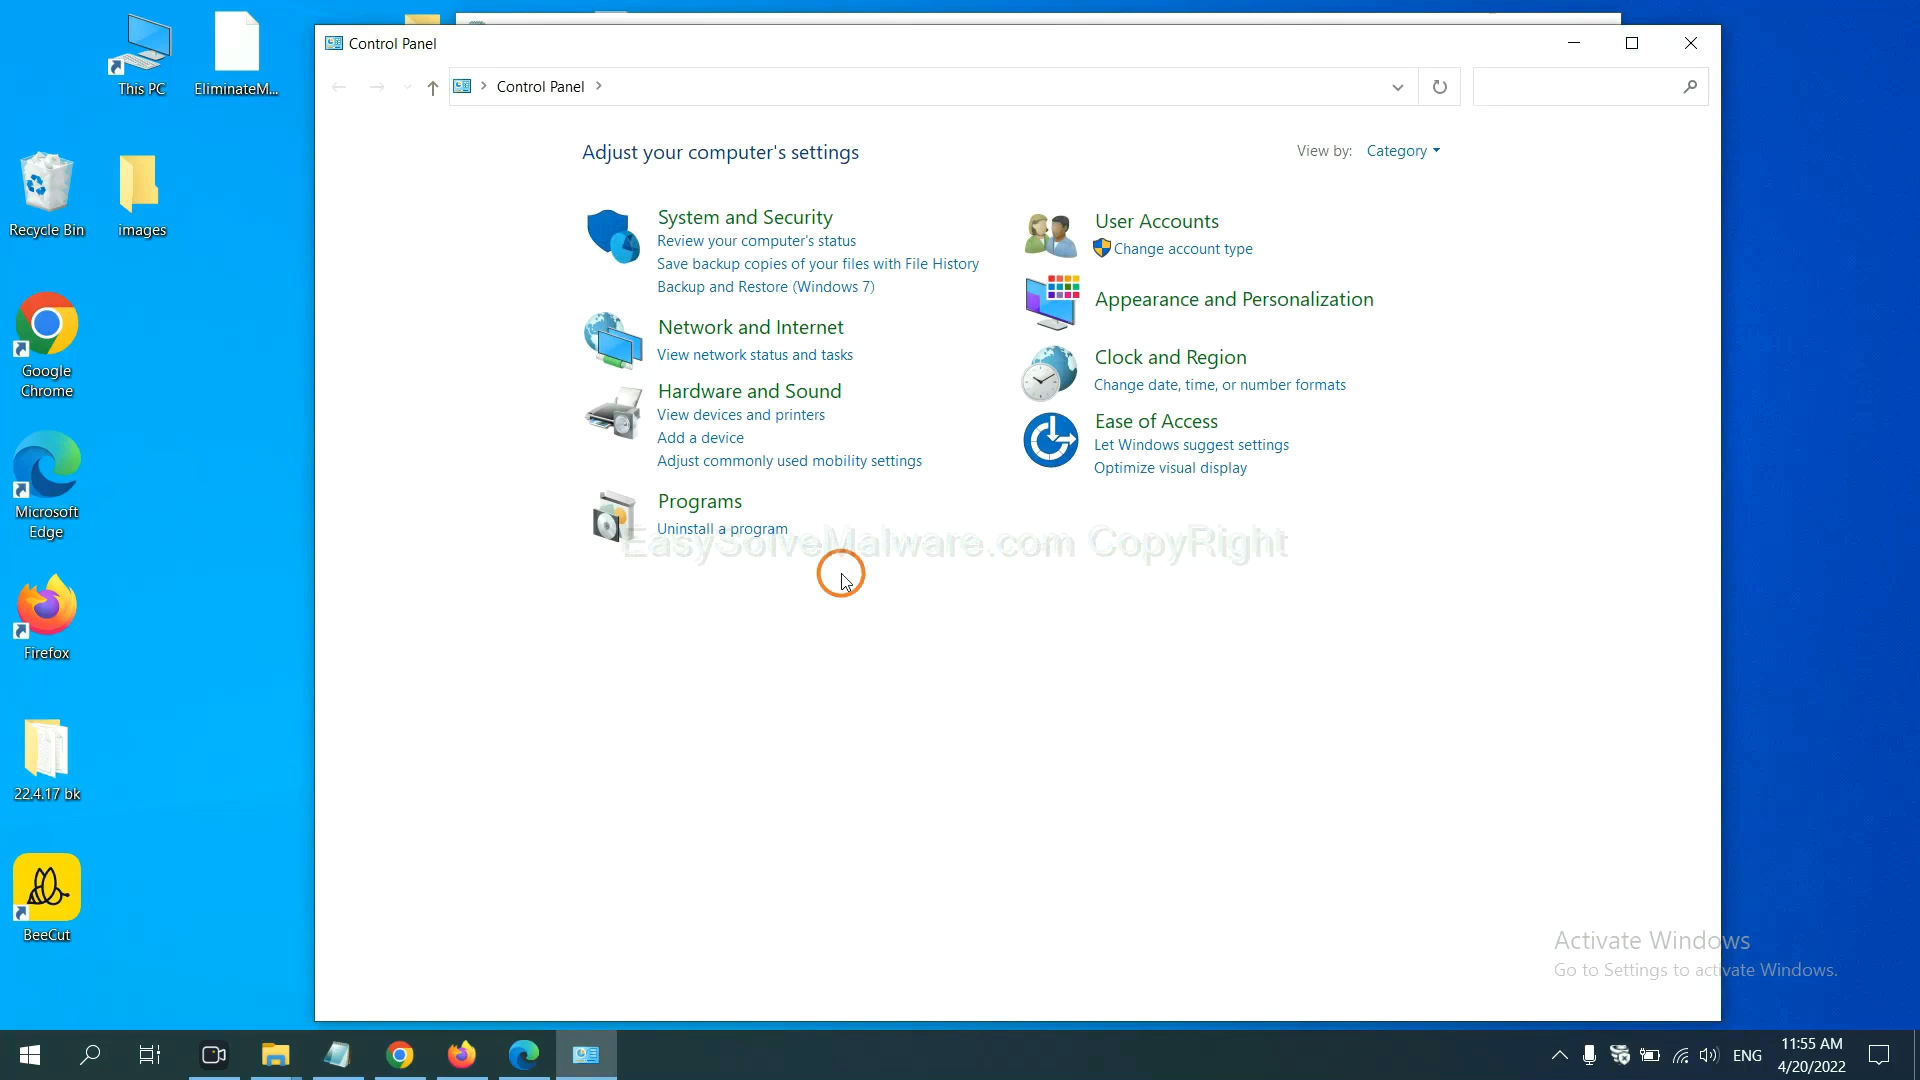 This PC
EliminateM...
Recycle Bin
images
Google
Chrome
Microsoft
Edge
Firefox
22.4.17 bk
BeeCut
Control Panel
Control Panel
Adjust your computer's settings
View by: Category
System and Security
Review your computer's status
Save backup copies of your files with File History
Backup and Restore (Windows 7)
Network and Internet
View network status and tasks
Hardware and Sound
View devices and printers
Add a device
Adjust commonly used mobility settings
Programs
Uninstall a program
User Accounts
Change account type
Appearance and Personalization
Clock and Region
Change date, time, or number formats
Ease of Access
Let Windows suggest settings
Optimize visual display
EasySolveMalware.com CopyRight
Activate Windows
Go to Settings to activate Windows.
ENG
11:55 AM
4/20/2022